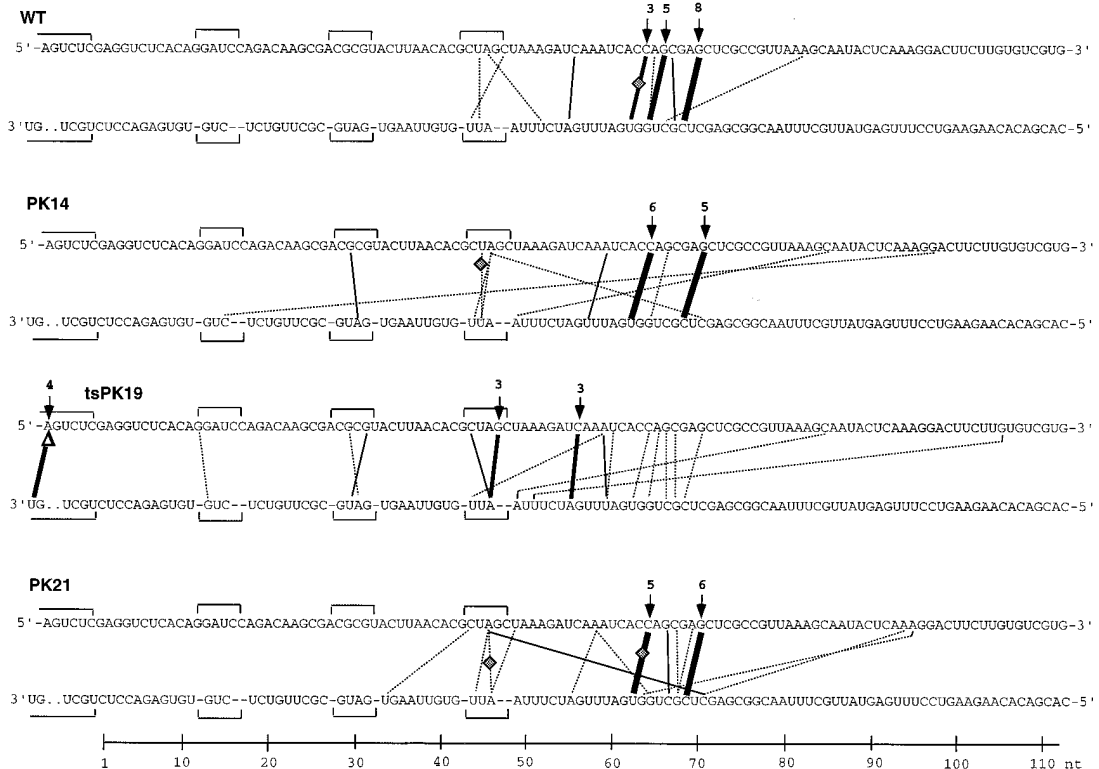 WT
3 5 8
5'-AGUCUCGAGGUCUCACAGGAUCCAGACAAGCGACGCGUACUUAACACGCUAGCUAAAGAUCAAAUCACCAGCGAGCUCGCCGUUAAAGCAAUACUCAAAGGACUUCUUGUGUCGUG-3'
3'UG..UCGUCUCCAGAGUGU-GUC--UCUGUUCGC-GUAG-UGAAUUGUG-UUA--AUUUCUAGUUUAGUGGUCGCUCGAGCGGCAAUUUCGUUAUGAGUUUCCUGAAGAACACAGCAC-5'
PK14
6 5
5'-AGUCUCGAGGUCUCACAGGAUCCAGACAAGCGACGCGUACUUAACACGCUAGCUAAAGAUCAAAUCACCAGCGAGCUCGCCGUUAAAGCAAUACUCAAAGGACUUCUUGUGUCGUG-3'
3'UG..UCGUCUCCAGAGUGU-GUC--UCUGUUCGC-GUAG-UGAAUUGUG-UUA--AUUUCUAGUUUAGUGGUCGCUCGAGCGGCAAUUUCGUUAUGAGUUUCCUGAAGAACACAGCAC-5'
4 tsPK19 3 3
5'-AGUCUCGAGGUCUCACAGGAUCCAGACAAGCGACGCGUACUUAACACGCUAGCUAAAGAUCAAAUCACCAGCGAGCUCGCCGUUAAAGCAAUACUCAAAGGACUUCUUGUGUCGUG-3'
3'UG..UCGUCUCCAGAGUGU-GUC--UCUGUUCGC-GUAG-UGAAUUGUG-UUA--AUUUCUAGUUUAGUGGUCGCUCGAGCGGCAAUUUCGUUAUGAGUUUCCUGAAGAACACAGCAC-5'
PK21
5 6
5'-AGUCUCGAGGUCUCACAGGAUCCAGACAAGCGACGCGUACUUAACACGCUAGCUAAAGAUCAAAUCACCAGCGAGCUCGCCGUUAAAGCAAUACUCAAAGGACUUCUUGUGUCGUG-3'
3'UG..UCGUCUCCAGAGUGU-GUC--UCUGUUCGC-GUAG-UGAAUUGUG-UUA--AUUUCUAGUUUAGUGGUCGCUCGAGCGGCAAUUUCGUUAUGAGUUUCCUGAAGAACACAGCAC-5'
1 10 20 30 40 50 60 70 80 90 100 110 nt